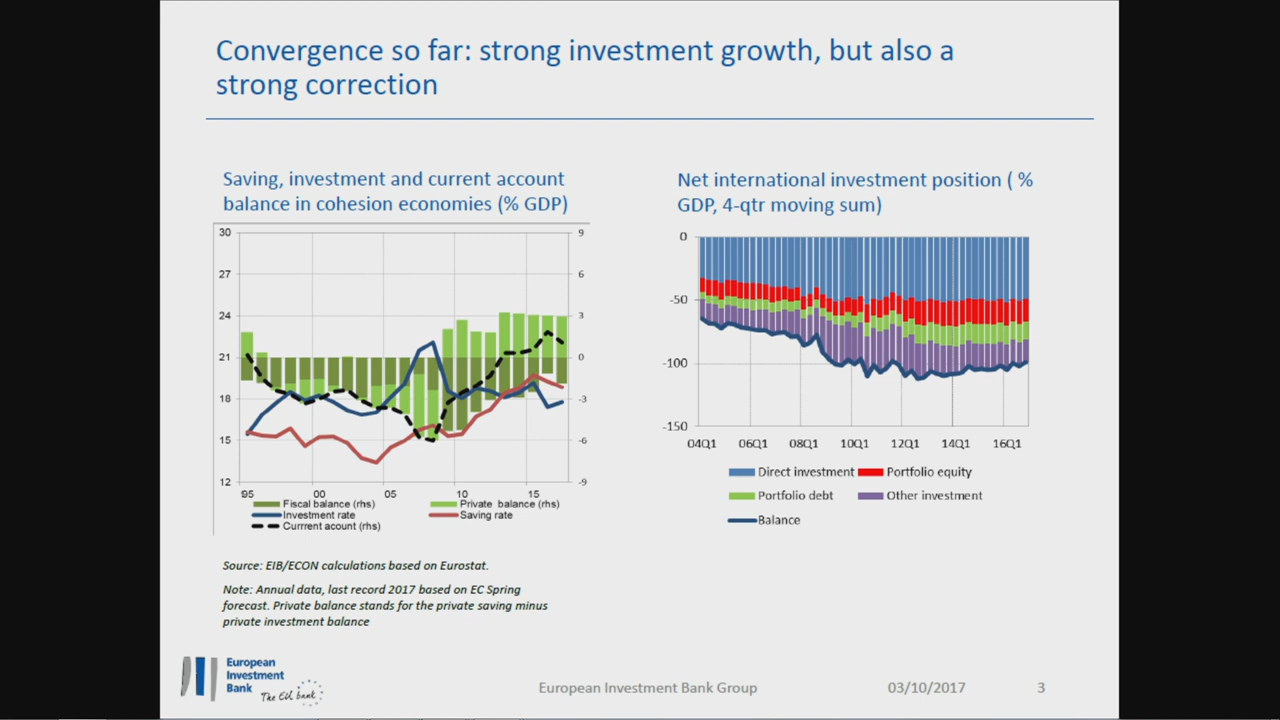 Convergence so far: strong investment growth, but also a
strong correction
Saving, investment and current account
balance in cohesion economies (% GDP)
30
27
24
21
18
15
12
9
6
3
0
-3
-6
-9
95
00
05
10
15
Fiscal balance (rhs)
Private balance (rhs)
Investment rate
Saving rate
Currrent acount (rhs)
Source: EIB/ECON calculations based on Eurostat.
Note: Annual data, last record 2017 based on EC Spring
forecast. Private balance stands for the private saving minus
private investment balance
Net international investment position ( %
GDP, 4-qtr moving sum)
0
-50
-100
-150
04Q1
06Q1
08Q1
10Q1
12Q1
14Q1
16Q1
Direct investment
Portfolio equity
Portfolio debt
Other investment
Balance
European
Investment
Bank
The EU bank
European Investment Bank Group
03/10/2017
3